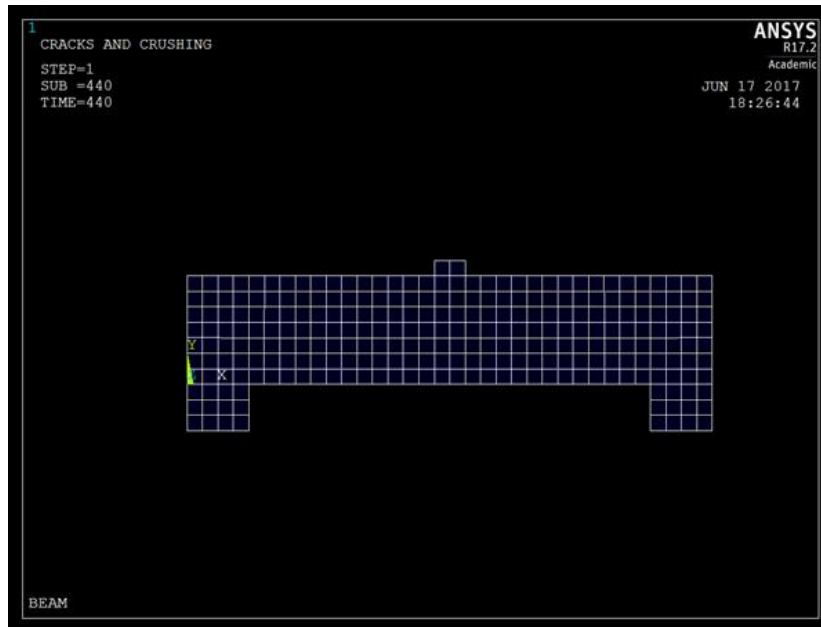 1
CRACKS AND CRUSHING
STEP=1
SUB =440
TIME=440
ANSYS
R17.2
Academic
JUN 17 2017
18:26:44
Y
X
BEAM